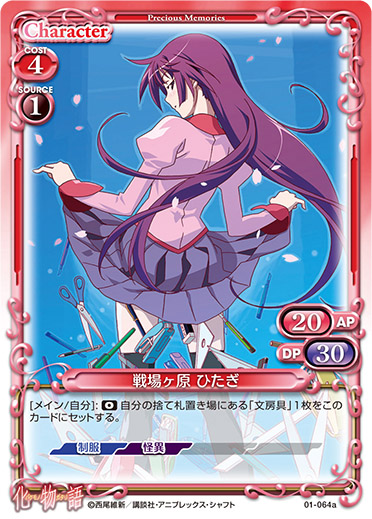 Precious Memories
Character
COST
4
SOURCE
1
20 AP
DP 30
戦場ヶ原 ひたぎ
[メイン/自分]: 自分の捨て札置き場にある「文房具」1枚をこの
カードにセットする。
制服 怪異
化物語
©西尾維新/講談社・アニプレックス・シャフト
01-064a